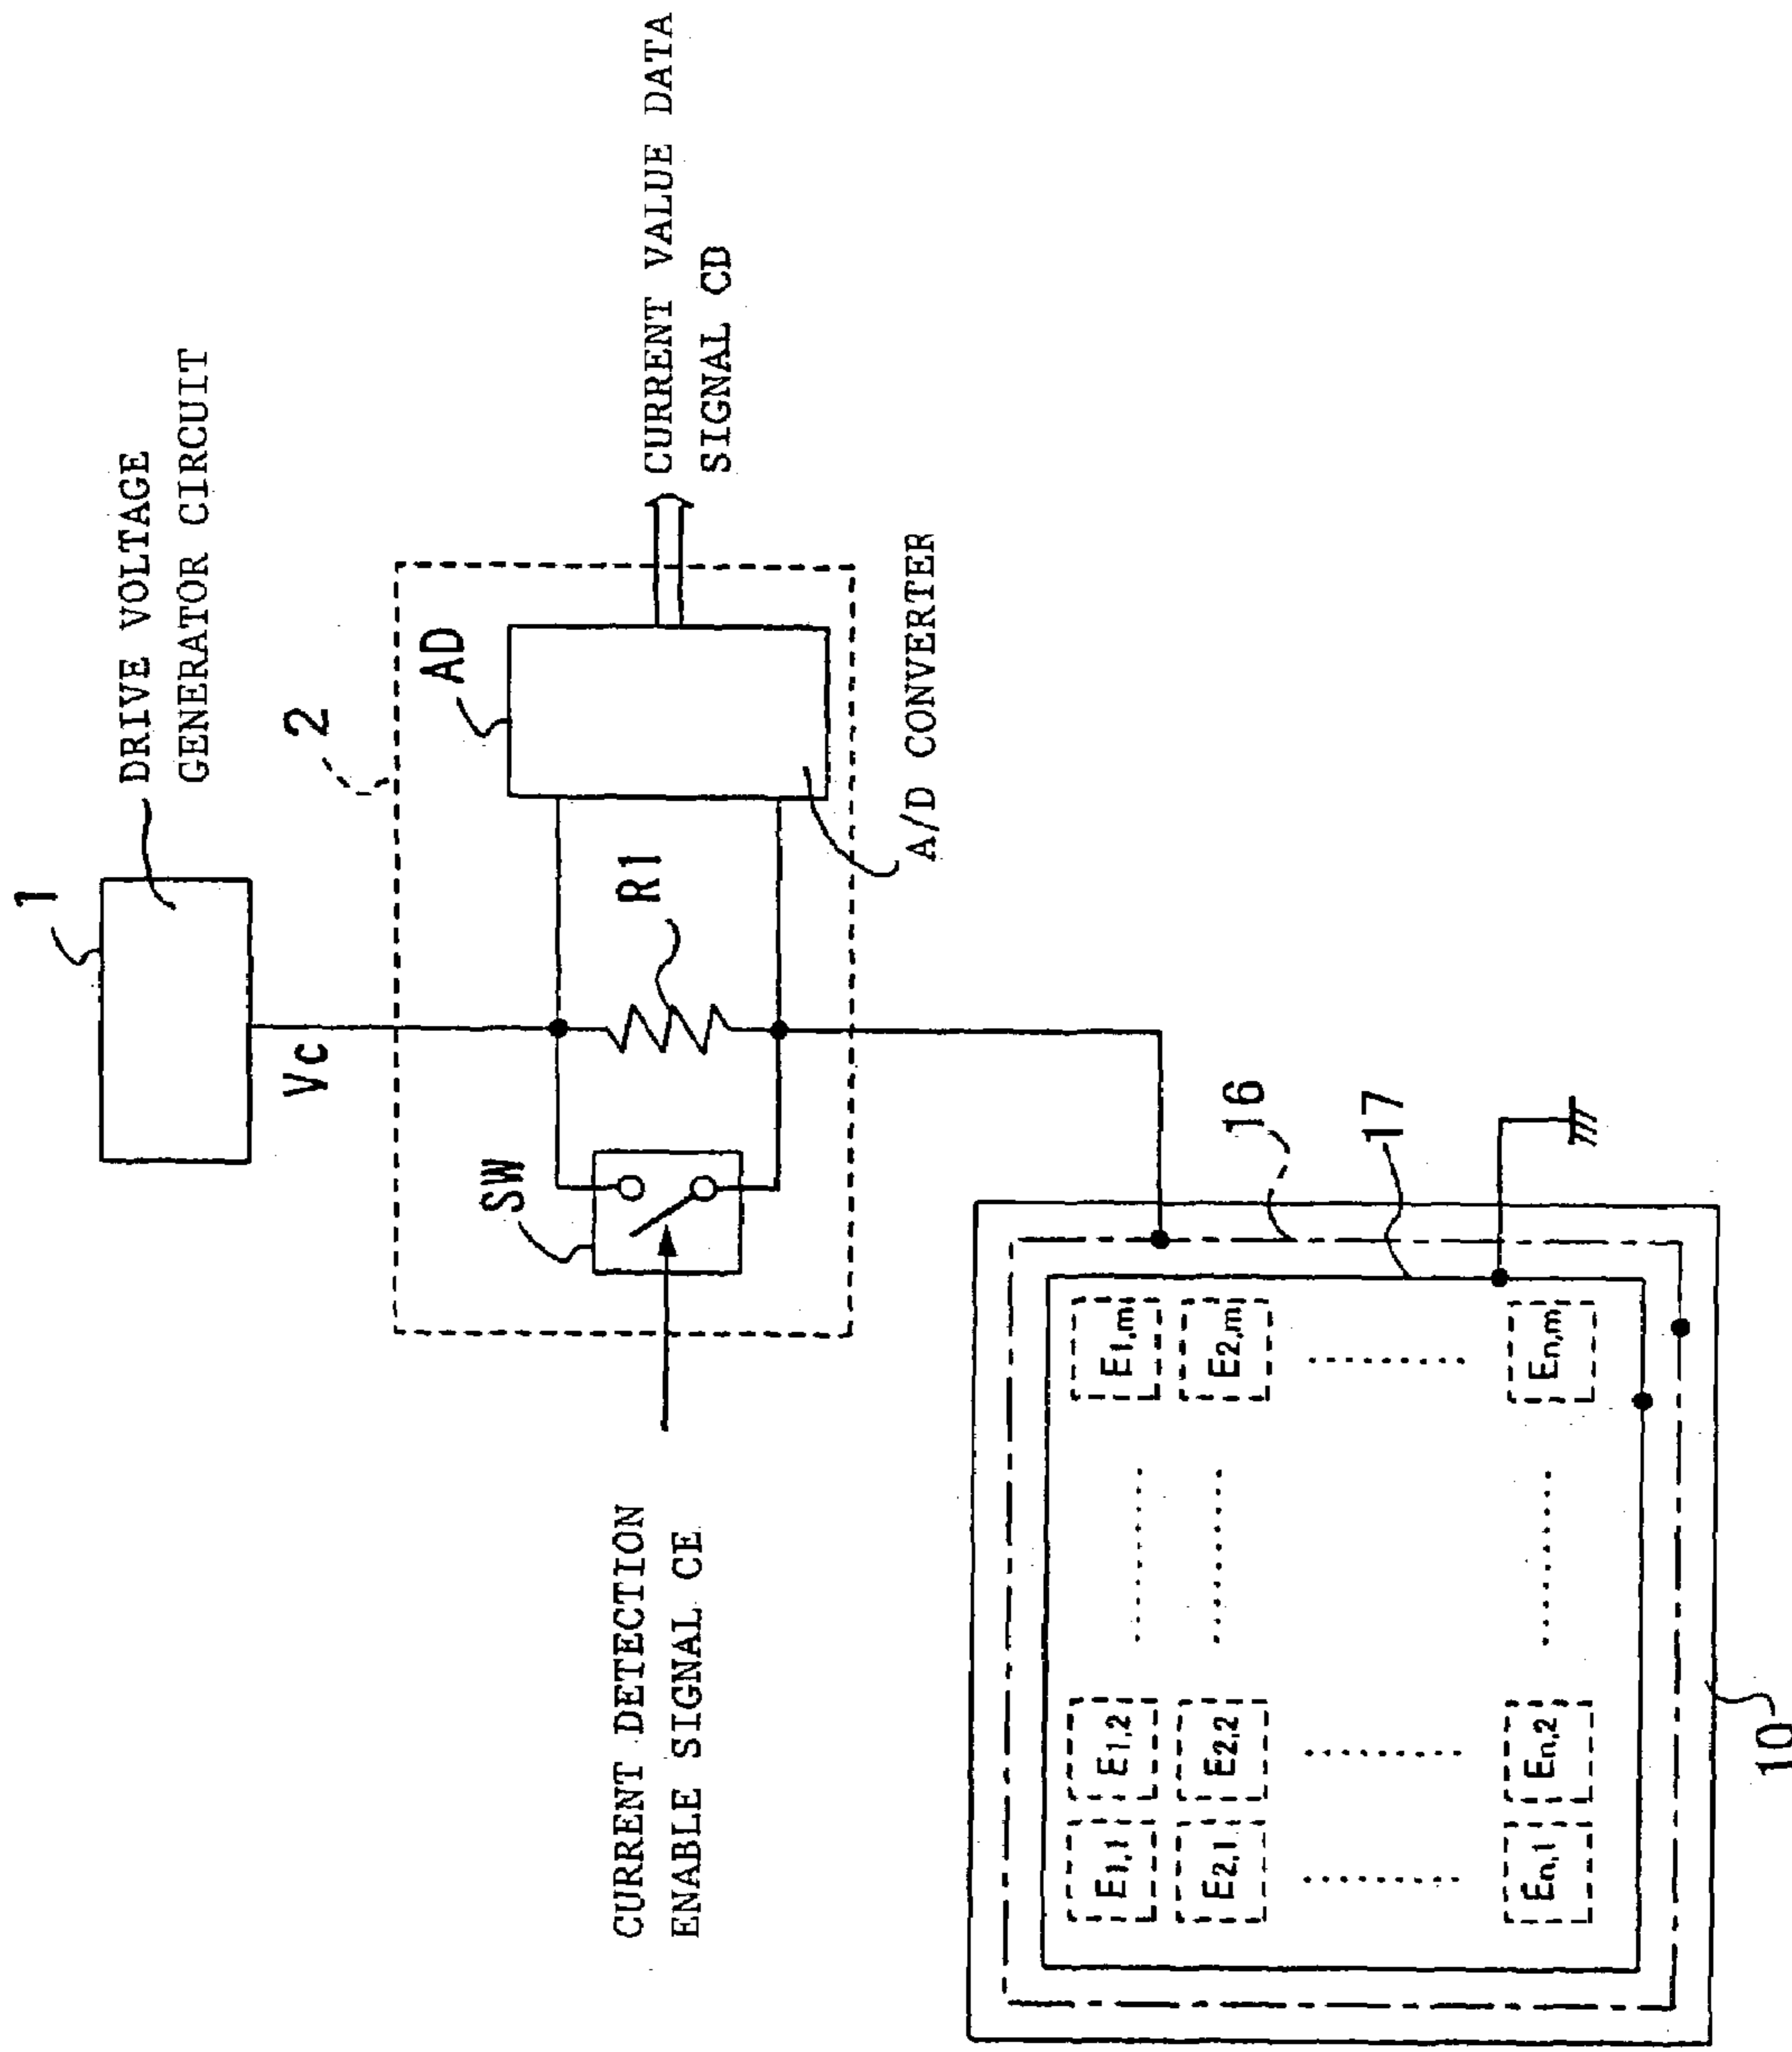 1
DRIVE VOLTAGE
GENERATOR CIRCUIT
Vc
2
SW
R1
AD
CURRENT DETECTION
ENABLE SIGNAL CE
CURRENT VALUE DATA
SIGNAL CD
A/D CONVERTER
16
17
E1,1 E1,2 E1,m
E2,1 E2,2 E2,m
En,1 En,2 En,m
10